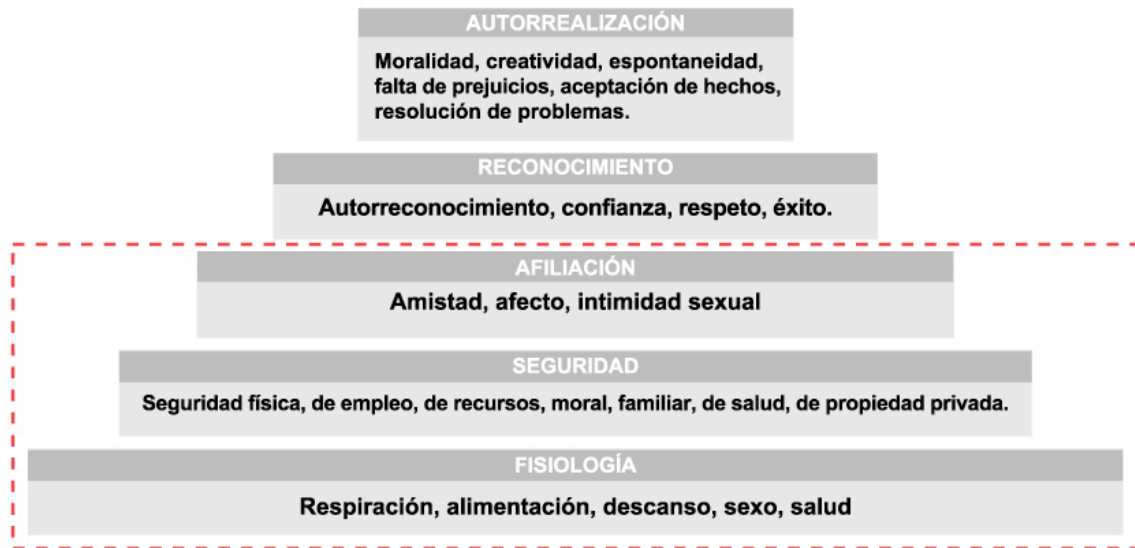 AUTORREALIZACIÓN
Moralidad, creatividad, espontaneidad,
falta de prejuicios, aceptación de hechos,
resolución de problemas.
RECONOCIMIENTO
Autorreconocimiento, confianza, respeto, éxito.
AFILIACIÓN
Amistad, afecto, intimidad sexual
SEGURIDAD
Seguridad física, de empleo, de recursos, moral, familiar, de salud, de propiedad privada.
FISIOLOGÍA
Respiración, alimentación, descanso, sexo, salud